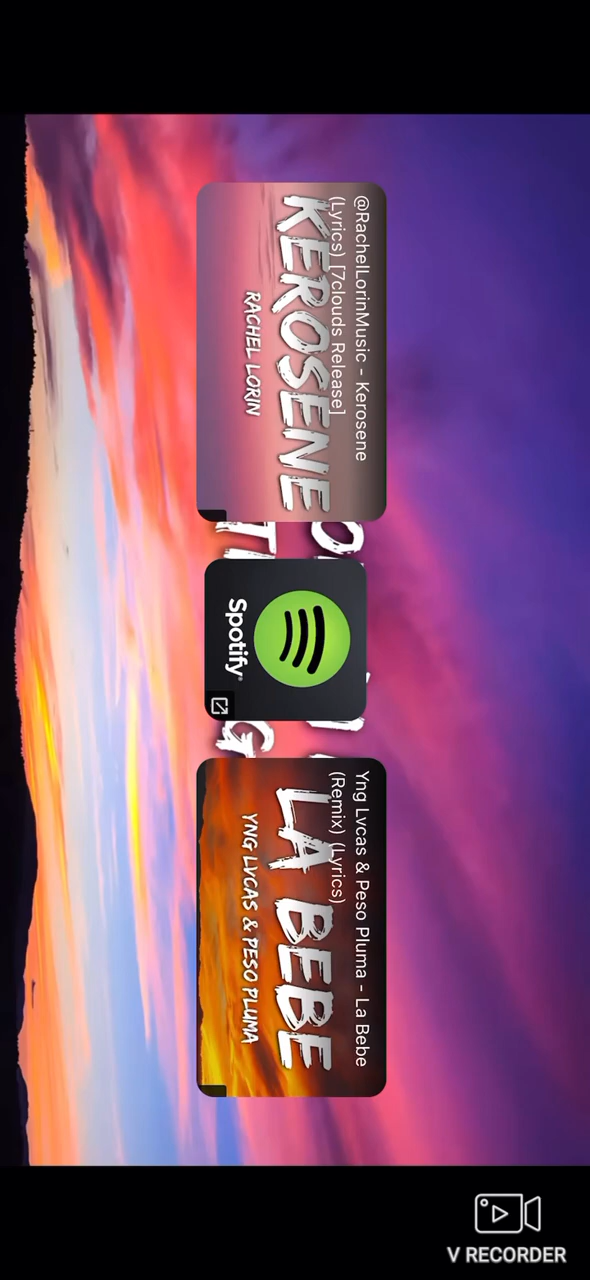 @RachelLorinMusic - Kerosene
(Lyrics) [7clouds Release]
KEROSENE
RACHEL LORIN
Spotify
Yng Lvcas & Peso Pluma - La Bebe
(Remix) (Lyrics)
LA BEBE
YNG LVCAS & PESO PLUMA
V RECORDER